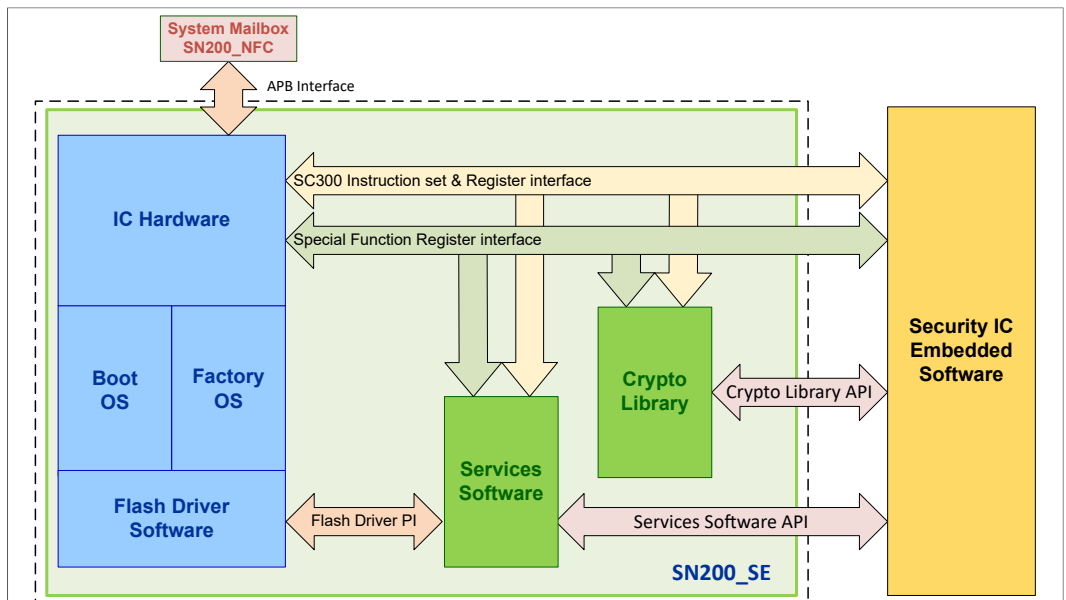 System Mailbox
SN200_NFC
APB Interface
SC300 Instruction set & Register interface
IC Hardware
Special Function Register interface
Security IC
Embedded
Software
Boot
OS
Factory
OS
Crypto
Library
Crypto Library API
Services
Software
Flash Driver
Software
Flash Driver PI
Services Software API
SN200_SE